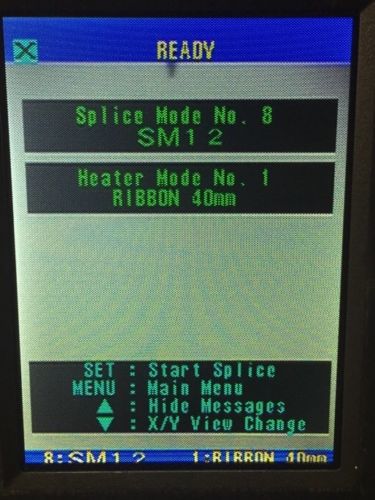 X
READY
Splice Mode No. 8
SM12
Heater Mode No. 1
RIBBON 40mm
SET : Start Splice
MENU : Main Menu
▲ : Hide Messages
▼ : X/Y View Change
8:SM12 1:RIBBON 40mm